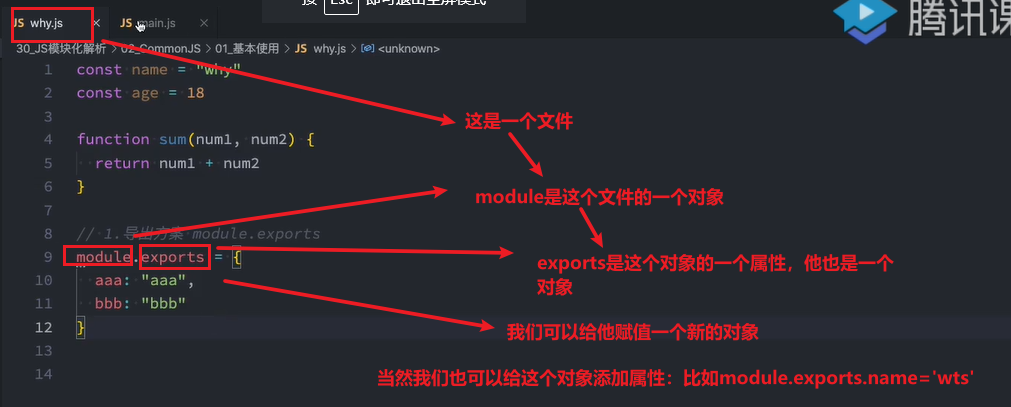 按 Esc 即可退出全屏模式
JS why.js × JS main.js ×
腾讯课
30_JS模块化解析 > 02_CommonJS > 01_基本使用 > JS why.js > <unknown>
1 const name = "why"
2 const age = 18
这是一个文件
3
4 function sum(num1, num2) {
5 return num1 + num2
6 }
module是这个文件的一个对象
7
8 // 1.导出方案 module.exports
9 module.exports = {
exports是这个对象的一个属性，他也是一个
对象
10 aaa: "aaa",
11 bbb: "bbb"
12 }
我们可以给他赋值一个新的对象
13
14
当然我们也可以给这个对象添加属性：比如module.exports.name='wts'